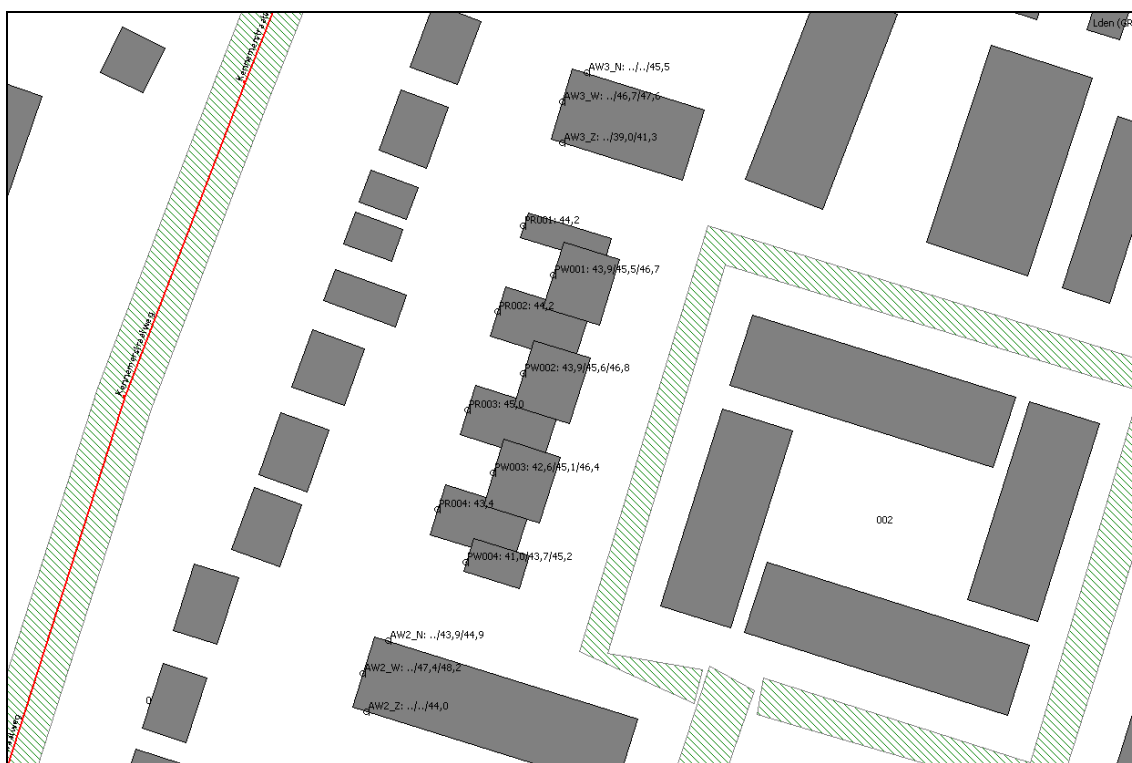 Lden (GR
Kennemerstraalw
AW3_N: ../../45,5
AW3_W: ../46,7/47,6
AW3_Z: ../39,0/41,3
PR001: 44,2
PW001: 43,9/45,5/46,7
PR002: 44,2
Kennemerstraalweg
PW002: 43,9/45,6/46,8
PR003: 45,0
PW003: 42,6/45,1/46,4
PR004: 43,4
002
PW004: 41,0/43,7/45,2
AW2_N: ../43,9/44,9
AW2_W: ../47,4/48,2
0
AW2_Z: ../../44,0
raalweg